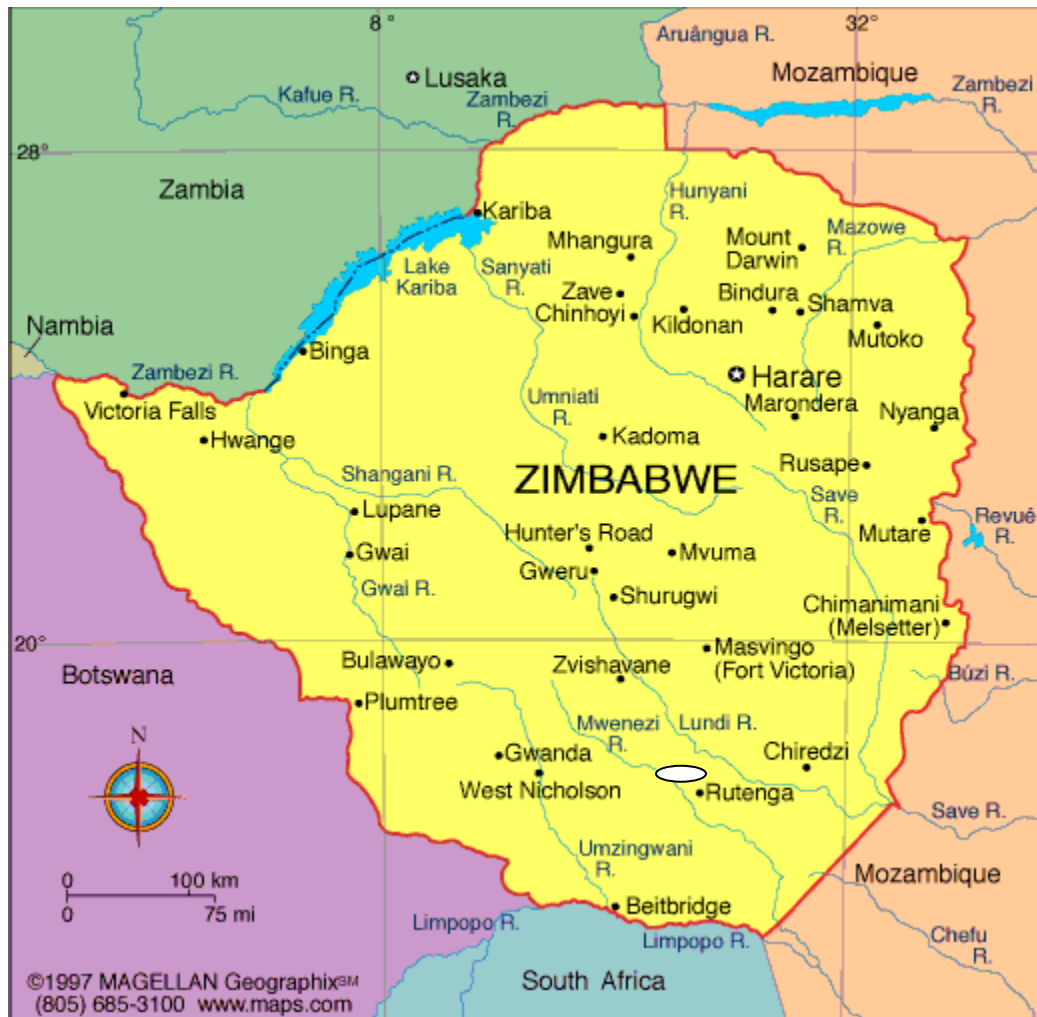 8°
32°
Aruângua R.
Lusaka
Mozambique
Kafue R.
Zambezi
R.
Zambezi
R.
28°
Zambia
Hunyani
R.
Kariba
Mazowe
R.
Mhangura
Mount
Darwin
Lake
Kariba
Sanyati
R.
Zave
Bindura
Shamva
Chinhoyi
Kildonan
Mutoko
Nambia
Binga
Zambezi R.
Harare
Victoria Falls
Umniati
R.
Marondera
Nyanga
Hwange
Kadoma
Shangani R.
ZIMBABWE
Rusape
Save
R.
Lupane
Revué
R.
Hunter's Road
Mutare
Gwai
Mvuma
Gweru
Gwai R.
Shurugwi
Chimanimani
(Melsetter)
20°
Masvingo
(Fort Victoria)
Bulawayo
Zvishavane
Botswana
Búzi R.
Plumtree
Mwenezi
R.
Lundi R.
N
Gwanda
Chiredzi
West Nicholson
Rutenga
Save R.
Umzingwani
R.
0 100 km
0 75 mi
Mozambique
Beitbridge
Limpopo R.
Limpopo R.
Chefu
R.
South Africa
©1997 MAGELLAN Geographix℠
(805) 685-3100 www.maps.com